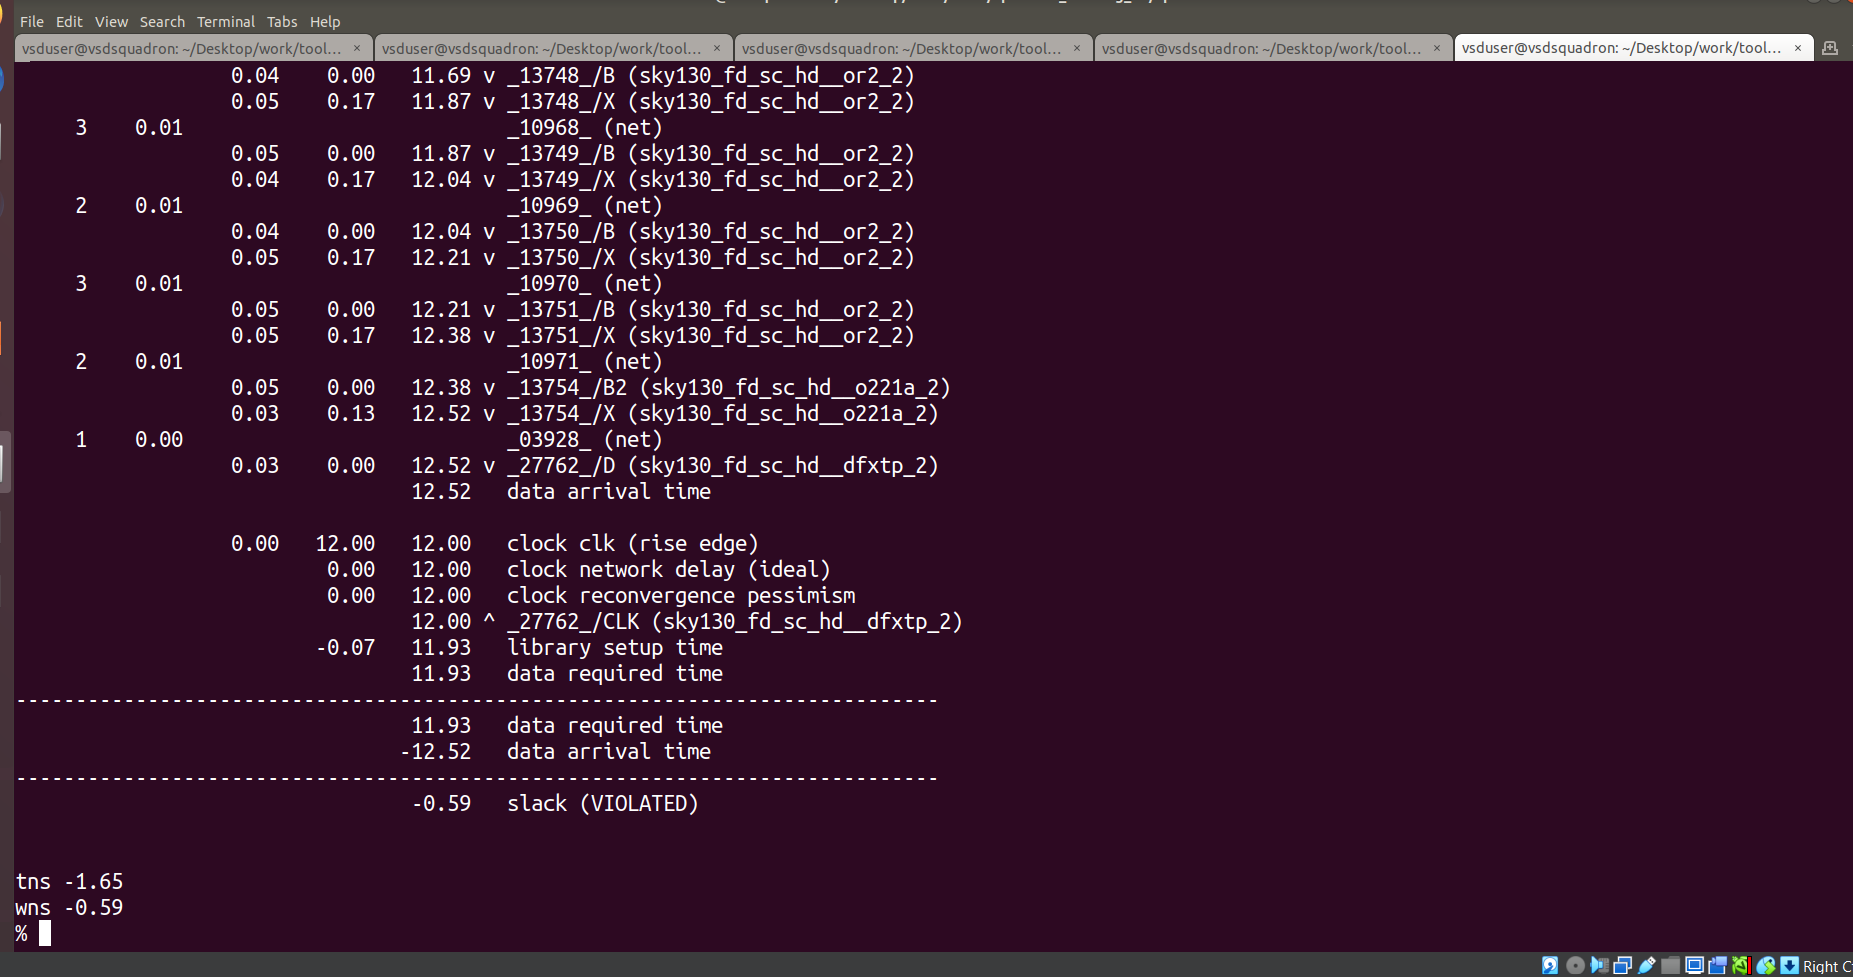 File Edit View Search Terminal Tabs Help
vsduser@vsdsquadron: ~/Desktop/work/tool... × vsduser@vsdsquadron: ~/Desktop/work/tool... × vsduser@vsdsquadron: ~/Desktop/work/tool... × vsduser@vsdsquadron: ~/Desktop/work/tool... × vsduser@vsdsquadron: ~/Desktop/work/tool... ×
0.04 0.00 11.69 v _13748_/B (sky130_fd_sc_hd__or2_2)
0.05 0.17 11.87 v _13748_/X (sky130_fd_sc_hd__or2_2)
3 0.01 _10968_ (net)
0.05 0.00 11.87 v _13749_/B (sky130_fd_sc_hd__or2_2)
0.04 0.17 12.04 v _13749_/X (sky130_fd_sc_hd__or2_2)
2 0.01 _10969_ (net)
0.04 0.00 12.04 v _13750_/B (sky130_fd_sc_hd__or2_2)
0.05 0.17 12.21 v _13750_/X (sky130_fd_sc_hd__or2_2)
3 0.01 _10970_ (net)
0.05 0.00 12.21 v _13751_/B (sky130_fd_sc_hd__or2_2)
0.05 0.17 12.38 v _13751_/X (sky130_fd_sc_hd__or2_2)
2 0.01 _10971_ (net)
0.05 0.00 12.38 v _13754_/B2 (sky130_fd_sc_hd__o221a_2)
0.03 0.13 12.52 v _13754_/X (sky130_fd_sc_hd__o221a_2)
1 0.00 _03928_ (net)
0.03 0.00 12.52 v _27762_/D (sky130_fd_sc_hd__dfxtp_2)
12.52 data arrival time
0.00 12.00 12.00 clock clk (rise edge)
0.00 12.00 clock network delay (ideal)
0.00 12.00 clock reconvergence pessimism
12.00 ^ _27762_/CLK (sky130_fd_sc_hd__dfxtp_2)
-0.07 11.93 library setup time
11.93 data required time
-----------------------------------------------------------------------------
11.93 data required time
-12.52 data arrival time
-----------------------------------------------------------------------------
-0.59 slack (VIOLATED)
tns -1.65
wns -0.59
%
Right